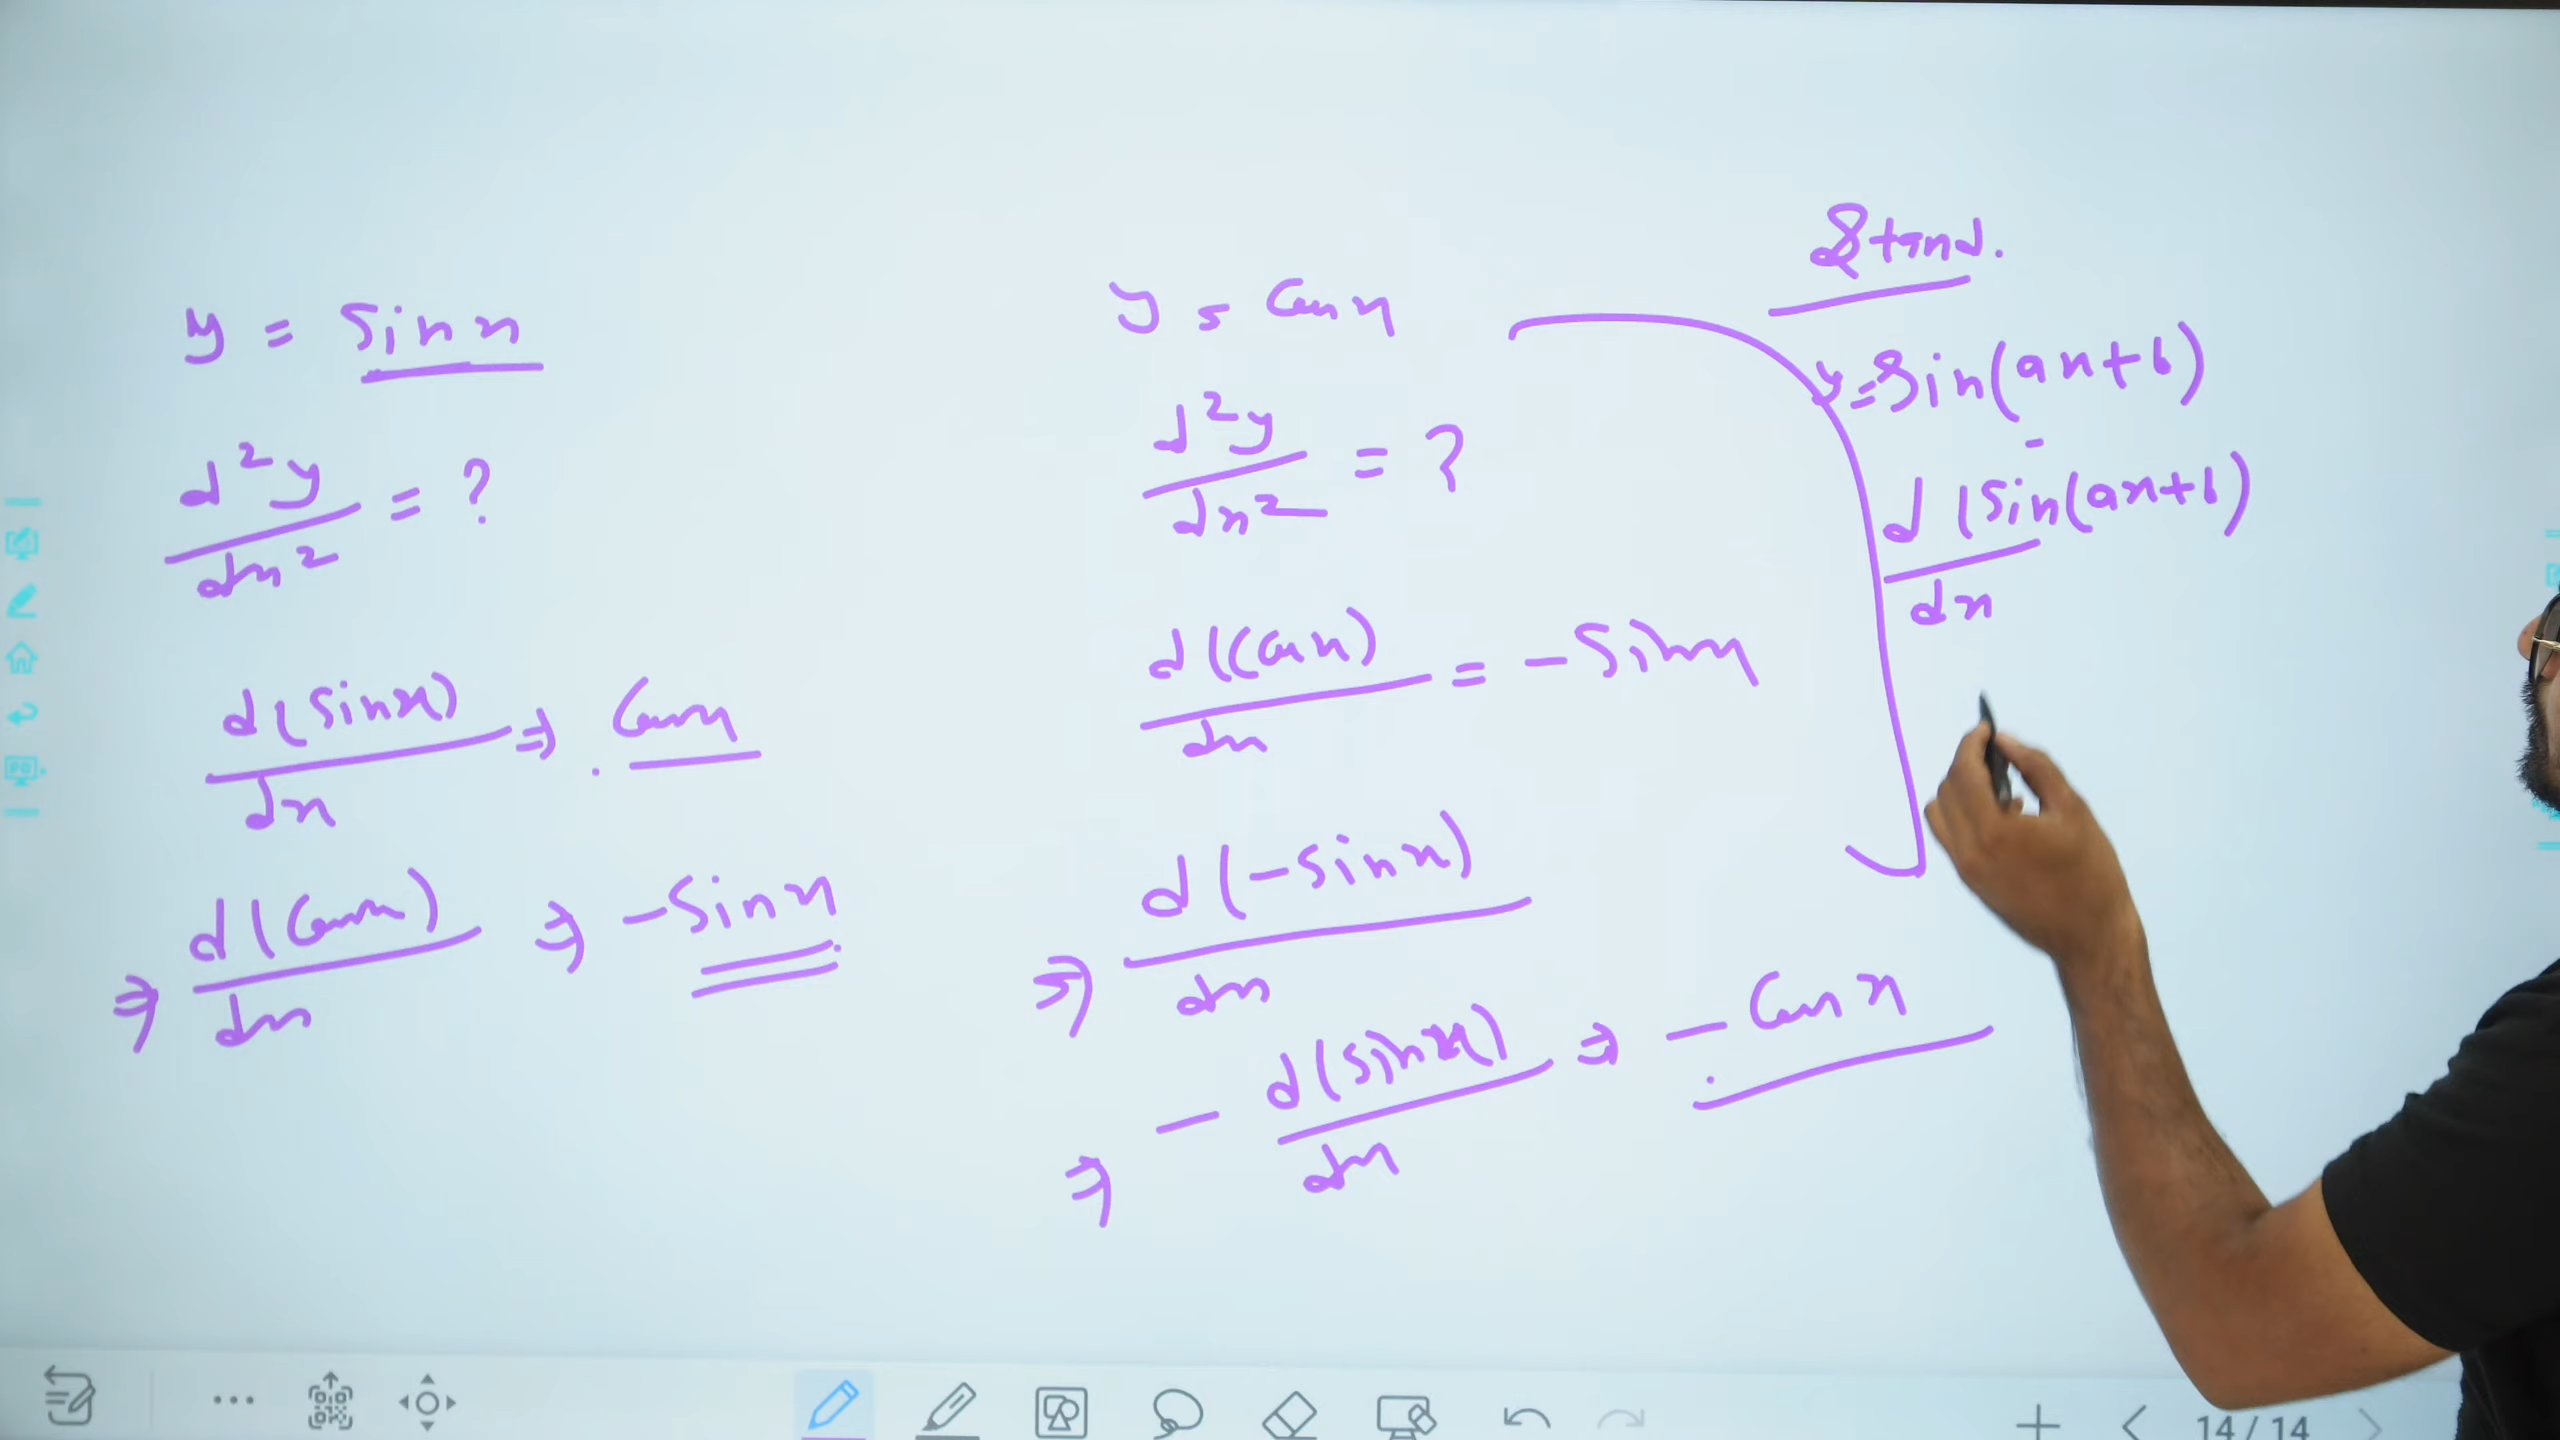 y = sin x
d²y/dx² = ?
d(sin x)/dx ⇒ cos x
⇒ d(cos x)/dx ⇒ -sin x
y = cos x
d²y/dx² = ?
d(cos x)/dx = -sin x
⇒ d(-sin x)/dx
⇒ - d(sin x)/dx ⇒ - cos x
Stand.
y = Sin(ax+b)
d(sin(ax+b)/dx
14 / 14